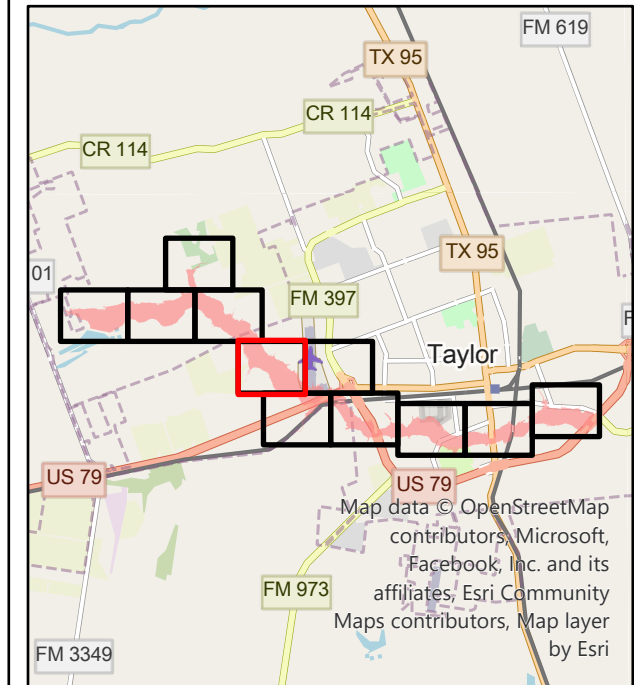 FM 619
TX 95
CR 114
CR 114
TX 95
01
FM 397
F
Taylor
US 79
US 79
Map data © OpenStreetMap
contributors, Microsoft,
Facebook, Inc. and its
affiliates, Esri Community
Maps contributors, Map layer
by Esri
FM 973
FM 3349